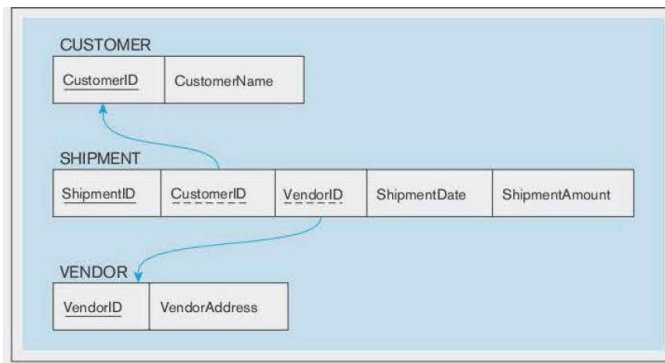 CUSTOMER
CustomerID CustomerName
SHIPMENT
ShipmentID CustomerID VendorID ShipmentDate ShipmentAmount
VENDOR
VendorID VendorAddress